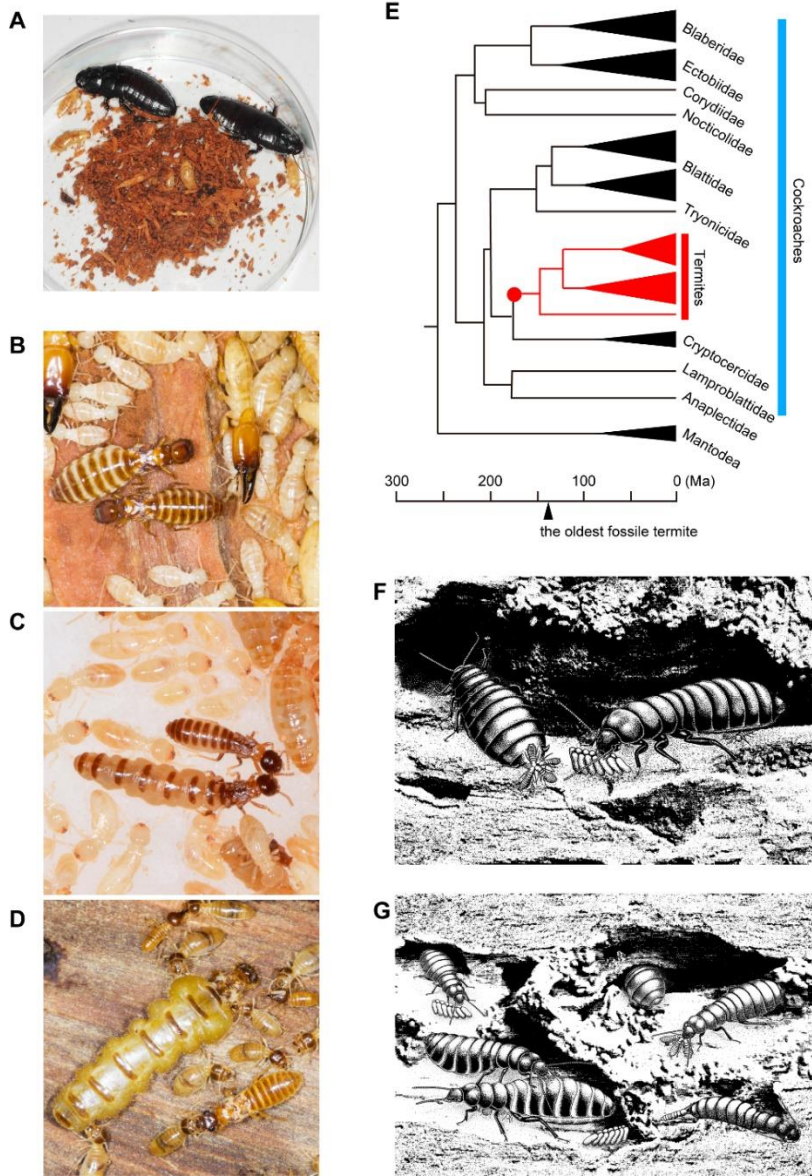 A
B
C
D
E
Blaberidae
Ectobiidae
Corydiidae
Nocticolidae
Blattidae
Tryonicidae
Termites
Cryptocercidae
Lamproblattidae
Anaplectidae
Mantodea
Cockroaches
300 200 100 0 (Ma)
the oldest fossile termite
F
G